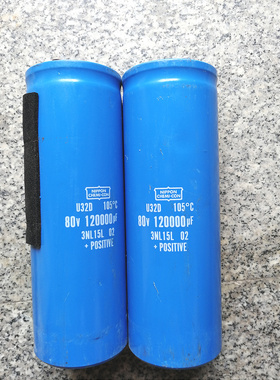 NIPPON
CHEMI-CON
U32D 105°C
80V 120000µF
3NL15L 02
+ POSITIVE
NIPPON
CHEMI-CON
U32D 105°C
80V 120000µF
3NL15L 02
+ POSITIVE